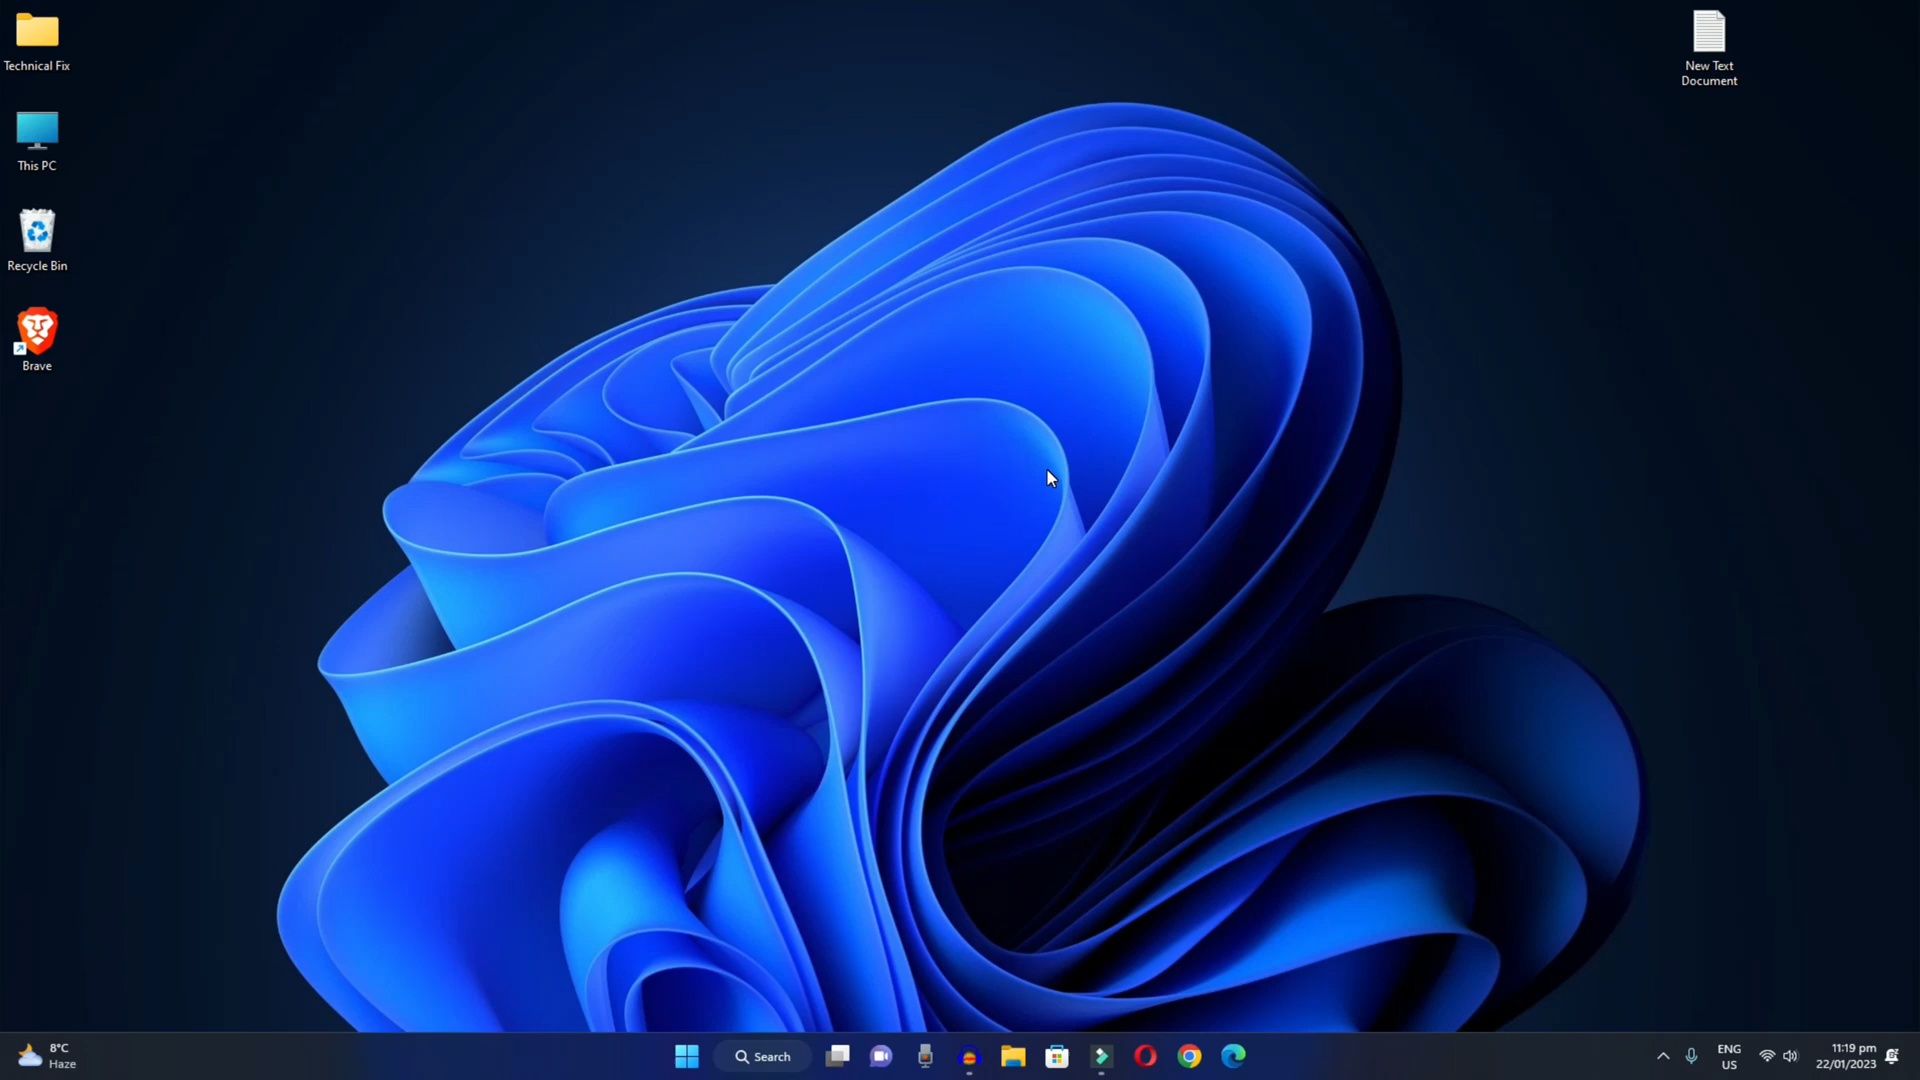 Technical Fix
This PC
Recycle Bin
Brave
New Text
Document
8°C
Haze
Search
ENG
US
11:19 pm
22/01/2023